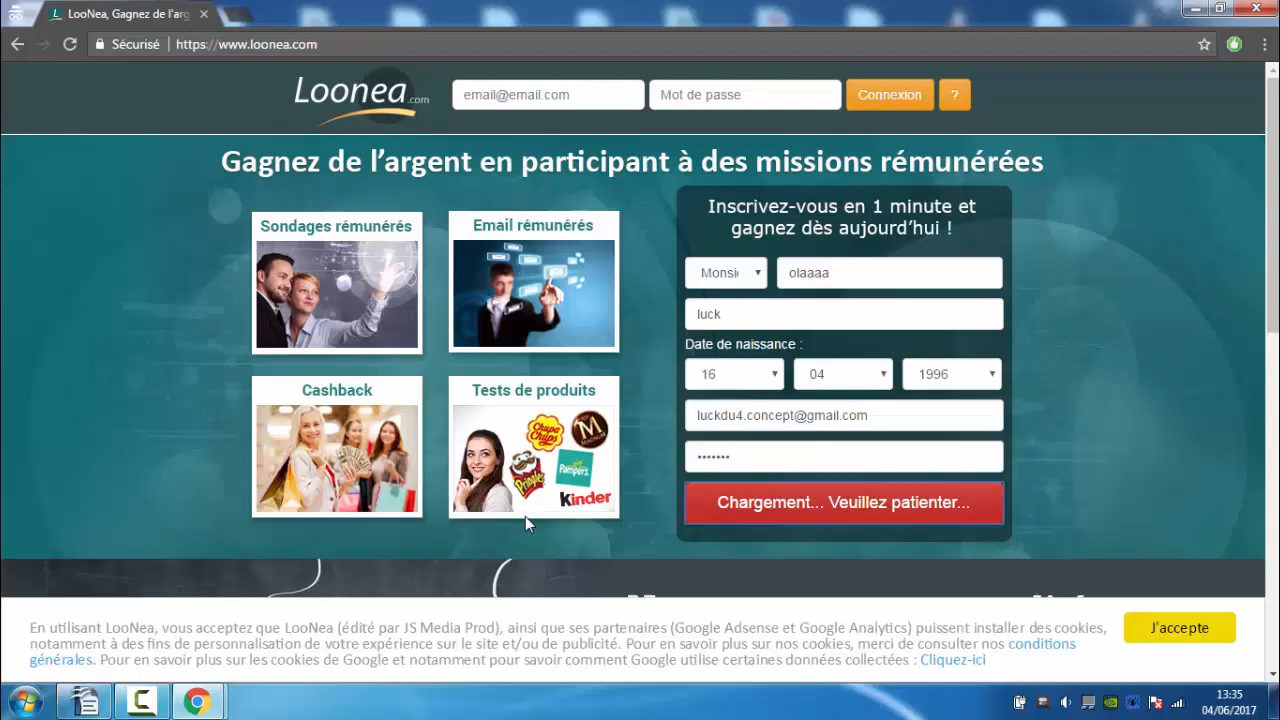 LooNea, Gagnez de l'arg
Sécurisé
https://www.loonea.com
Loonea.com
email@email.com
Mot de passe
Connexion
?
Gagnez de l'argent en participant à des missions rémunérées
Sondages rémunérés
Email rémunérés
Cashback
Tests de produits
Chupa Chups
M
Pringles
Pampers
kinder
Inscrivez-vous en 1 minute et
gagnez dès aujourd'hui !
Monsi
olaaaa
luck
Date de naissance :
16
04
1996
luckdu4.concept@gmail.com
•••••••
Chargement... Veuillez patienter...
En utilisant LooNea, vous acceptez que LooNea (édité par JS Media Prod), ainsi que ses partenaires (Google Adsense et Google Analytics) puissent installer des cookies,
notamment à des fins de personnalisation de votre expérience sur le site et/ou de publicité. Pour en savoir plus sur nos cookies, merci de consulter nos conditions
générales. Pour en savoir plus sur les cookies de Google et notamment pour savoir comment Google utilise certaines données collectées : Cliquez-ici
J'accepte
13:35
04/06/2017